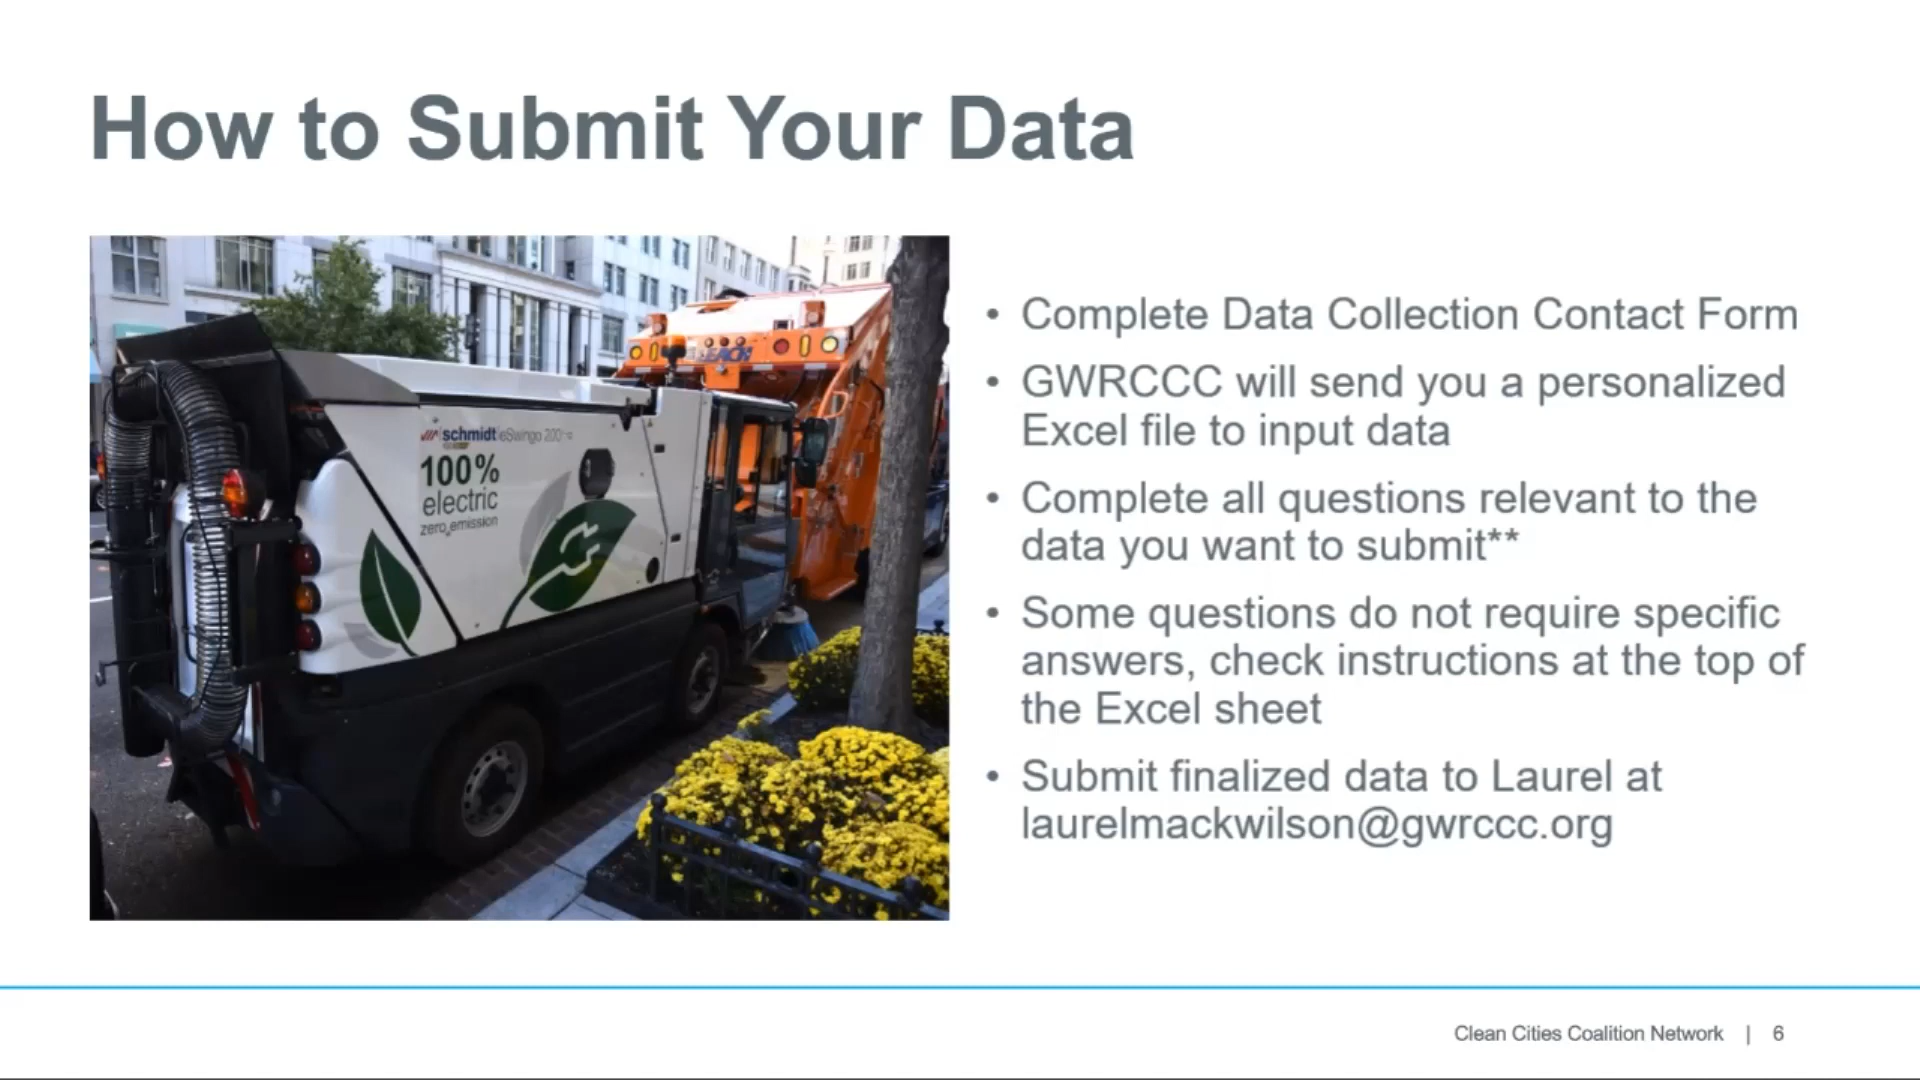 How to Submit Your Data
schmidt eSwingo 200+
100%
electric
zero emission
LEACH
• Complete Data Collection Contact Form
• GWRCCC will send you a personalized
Excel file to input data
• Complete all questions relevant to the
data you want to submit**
• Some questions do not require specific
answers, check instructions at the top of
the Excel sheet
• Submit finalized data to Laurel at
laurelmackwilson@gwrccc.org
Clean Cities Coalition Network | 6